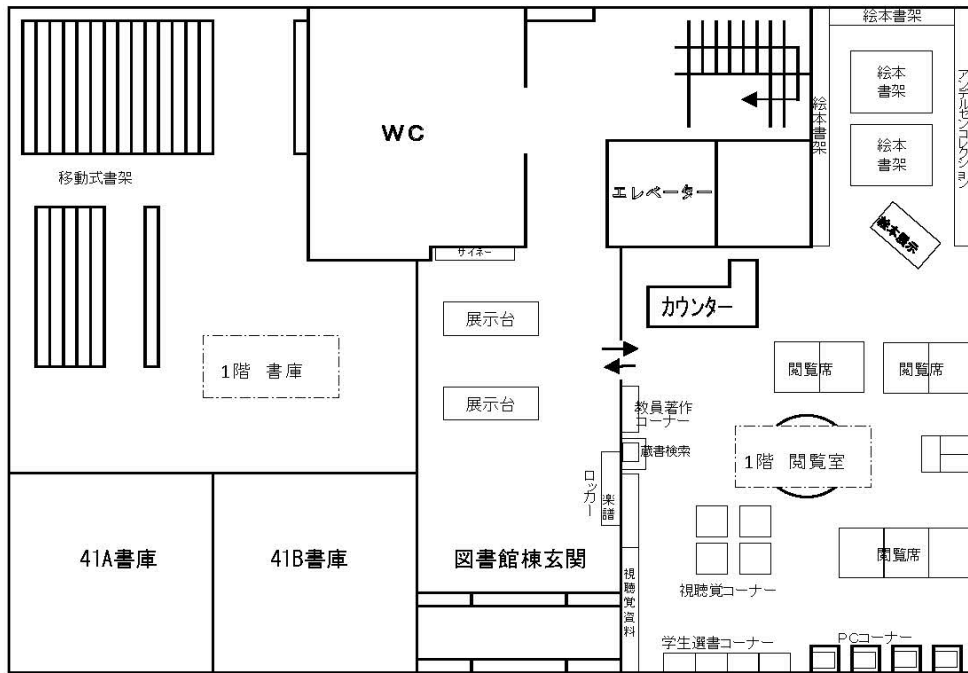 絵本書架
絵本
書架
絵本
書架
絵本書架
アンデルセンコレクション
絵本展示
WC
エレベーター
移動式書架
サイネー
展示台
展示台
カウンター
1階 書庫
閲覧席
閲覧席
教員著作
コーナー
蔵書検索
1階 閲覧室
ロッカー
楽譜
41A書庫
41B書庫
図書館棟玄関
視聴覚資料
視聴覚コーナー
閲覧席
学生選書コーナー
PCコーナー